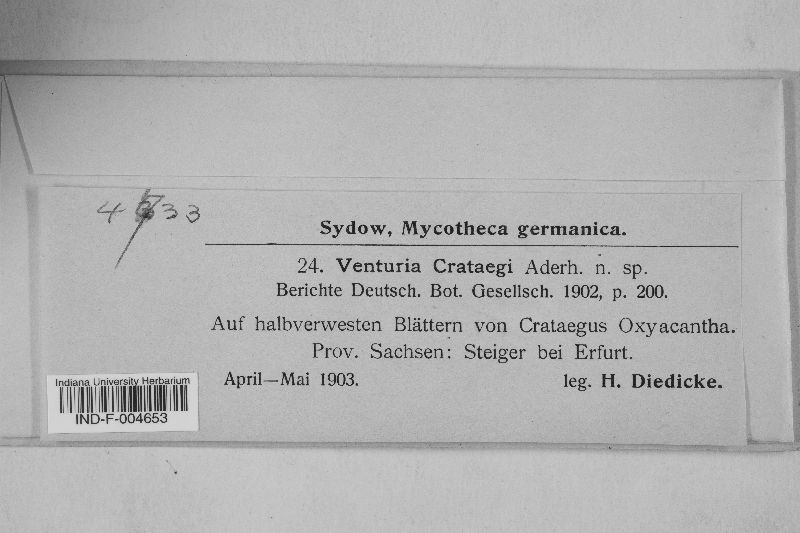 Sydow, Mycotheca germanica.
24. Venturia Crataegi Aderh. n. sp.
Berichte Deutsch. Bot. Gesellsch. 1902, p. 200.
Auf halbverwesten Blättern von Crataegus Oxyacantha.
Prov. Sachsen: Steiger bei Erfurt.
April—Mai 1903. leg. H. Diedicke.
Indiana University Herbarium
IND-F-004653